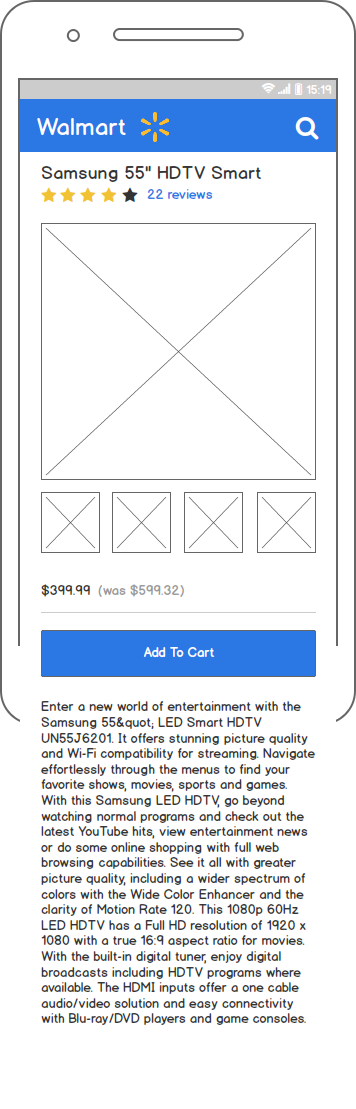 15:19
Walmart
Samsung 55" HDTV Smart
22 reviews
$399.99 (was $599.32)
Add To Cart
Enter a new world of entertainment with the
Samsung 55&quot; LED Smart HDTV
UN55J6201. It offers stunning picture quality
and Wi-Fi compatibility for streaming. Navigate
effortlessly through the menus to find your
favorite shows, movies, sports and games.
With this Samsung LED HDTV, go beyond
watching normal programs and check out the
latest YouTube hits, view entertainment news
or do some online shopping with full web
browsing capabilities. See it all with greater
picture quality, including a wider spectrum of
colors with the Wide Color Enhancer and the
clarity of Motion Rate 120. This 1080p 60Hz
LED HDTV has a Full HD resolution of 1920 x
1080 with a true 16:9 aspect ratio for movies.
With the built-in digital tuner, enjoy digital
broadcasts including HDTV programs where
available. The HDMI inputs offer a one cable
audio/video solution and easy connectivity
with Blu-ray/DVD players and game consoles.